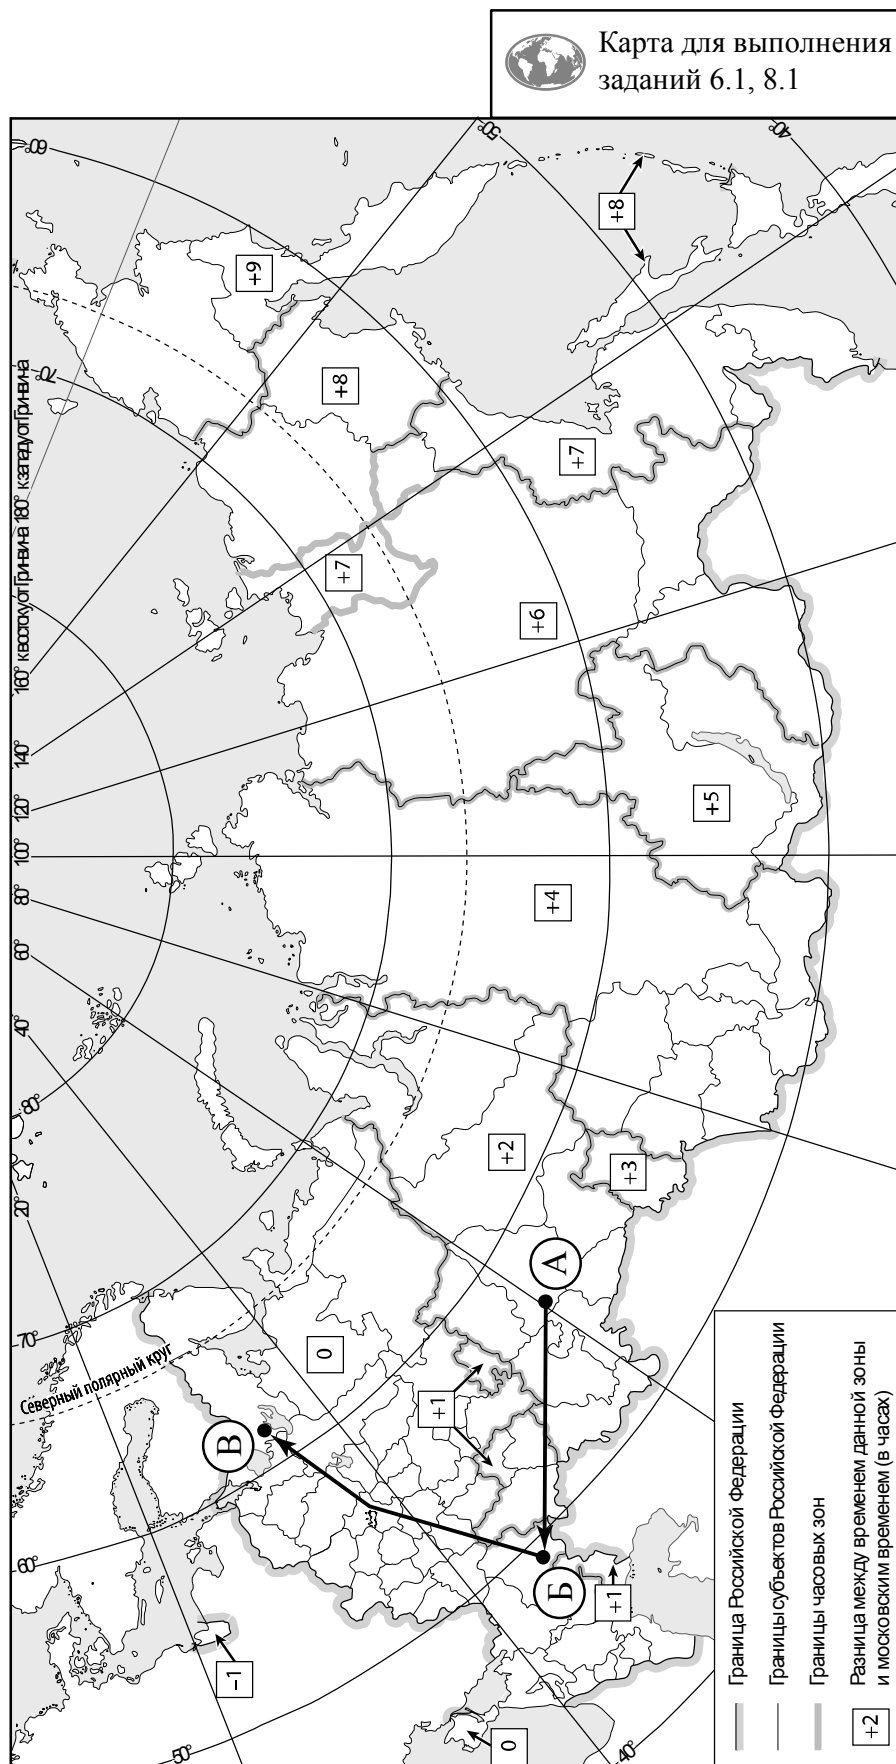 Карта для выполнения
заданий 6.1, 8.1
160° к востоку от Гринвича 180° к западу от Гринвича
140°
120°
100°
80°
60°
40°
20°
80°
70°
60°
50°
40°
60°
50°
40°
70°
Северный полярный круг
+9
+8
+8
+7
+7
+6
+5
+4
+3
+2
+1
+1
0
0
−1
А
Б
В
Граница Российской Федерации
Границы субъектов Российской Федерации
Границы часовых зон
+2
Разница между временем данной зоны
и московским временем (в часах)